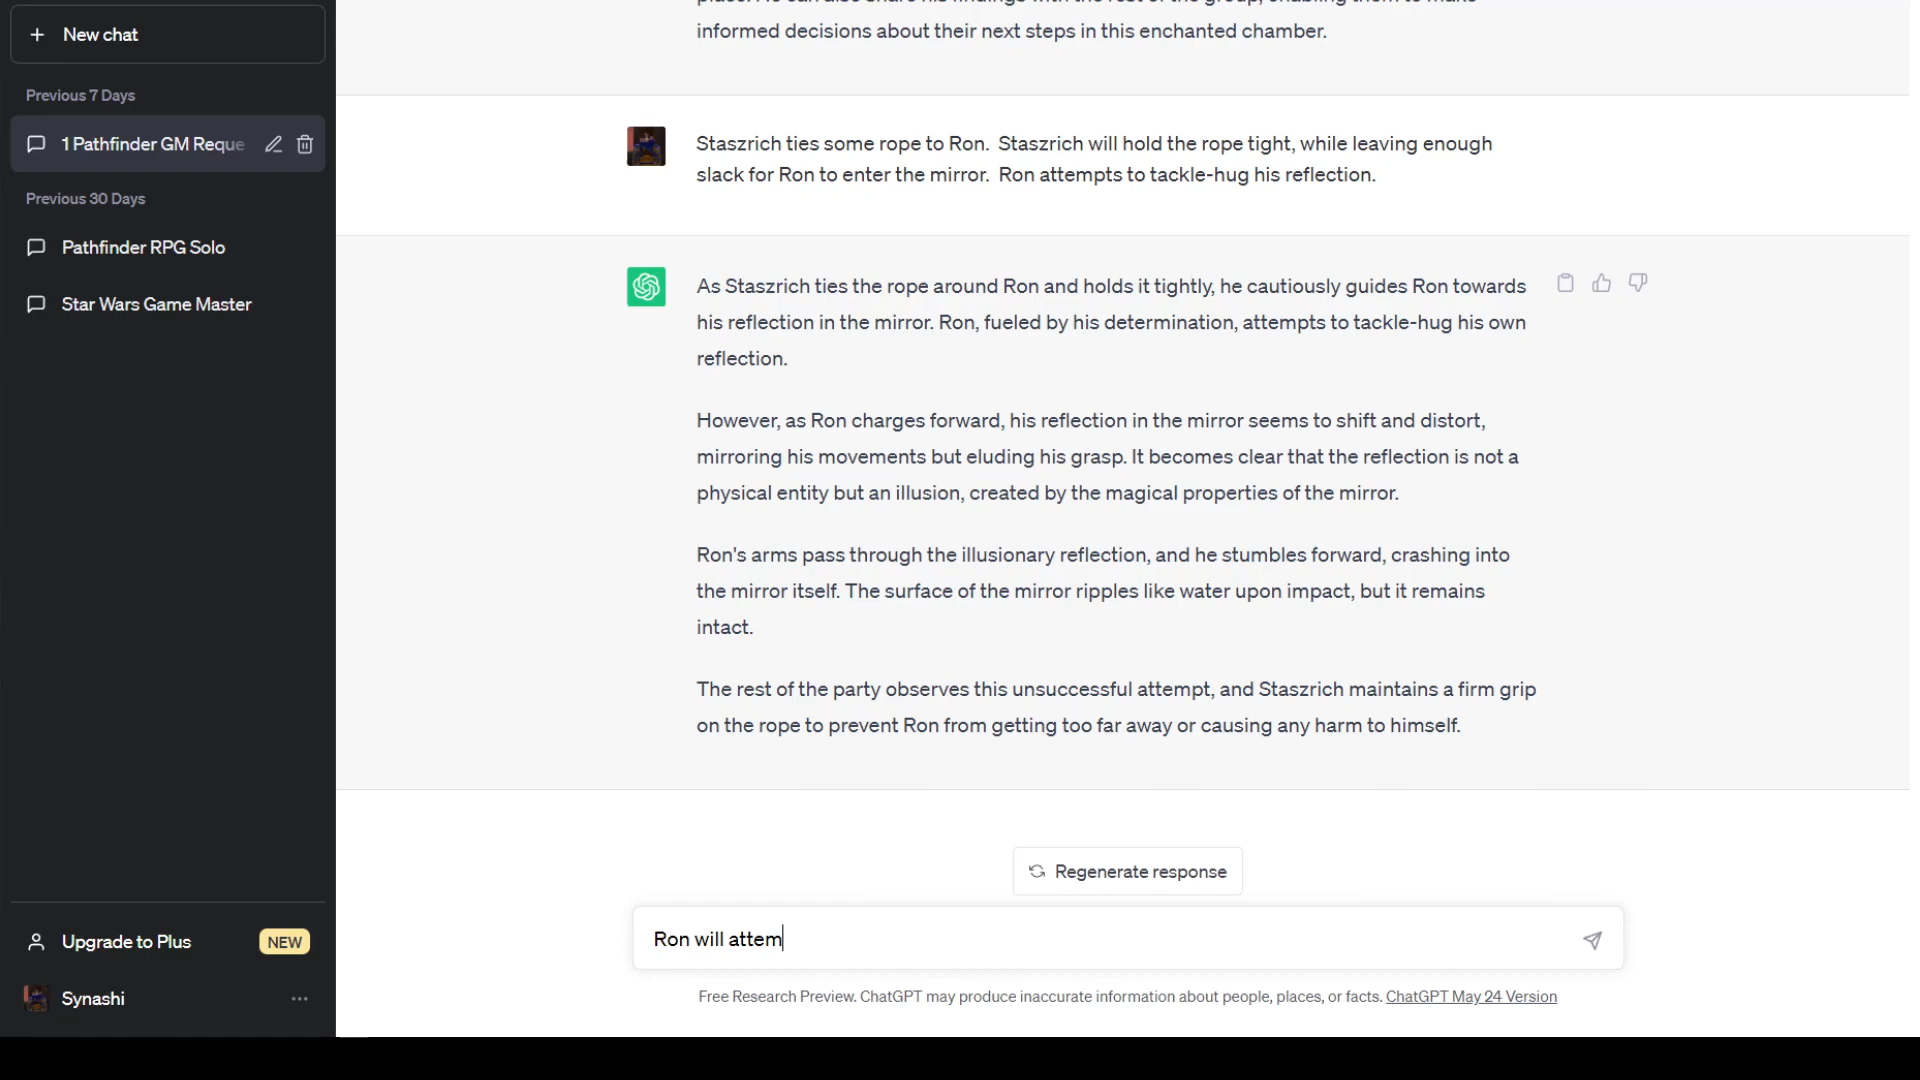 New chat
Previous 7 Days
1 Pathfinder GM Reque
Previous 30 Days
Pathfinder RPG Solo
Star Wars Game Master
Upgrade to Plus NEW
Synashi
informed decisions about their next steps in this enchanted chamber.
Staszrich ties some rope to Ron.  Staszrich will hold the rope tight, while leaving enough
slack for Ron to enter the mirror.  Ron attempts to tackle-hug his reflection.
As Staszrich ties the rope around Ron and holds it tightly, he cautiously guides Ron towards
his reflection in the mirror. Ron, fueled by his determination, attempts to tackle-hug his own
reflection.
However, as Ron charges forward, his reflection in the mirror seems to shift and distort,
mirroring his movements but eluding his grasp. It becomes clear that the reflection is not a
physical entity but an illusion, created by the magical properties of the mirror.
Ron's arms pass through the illusionary reflection, and he stumbles forward, crashing into
the mirror itself. The surface of the mirror ripples like water upon impact, but it remains
intact.
The rest of the party observes this unsuccessful attempt, and Staszrich maintains a firm grip
on the rope to prevent Ron from getting too far away or causing any harm to himself.
Regenerate response
Ron will attem
Free Research Preview. ChatGPT may produce inaccurate information about people, places, or facts. ChatGPT May 24 Version